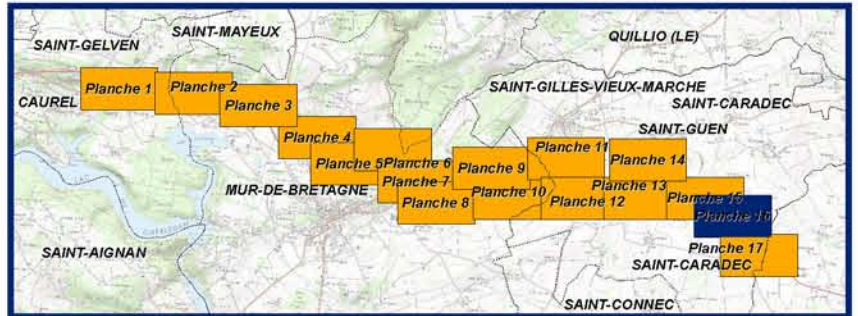 SAINT-GELVEN
SAINT-MAYEUX
QUILLIO (LE)
Planche 1
Planche 2
Planche 3
CAUREL
SAINT-GILLES-VIEUX-MARCHE
SAINT-CARADEC
SAINT-GUEN
Planche 4
Planche 5
Planche 6
Planche 7
Planche 8
Planche 9
Planche 10
Planche 11
Planche 12
Planche 13
Planche 14
Planche 15
Planche 16
Planche 17
MUR-DE-BRETAGNE
SAINT-AIGNAN
SAINT-CARADEC
SAINT-CONNEC